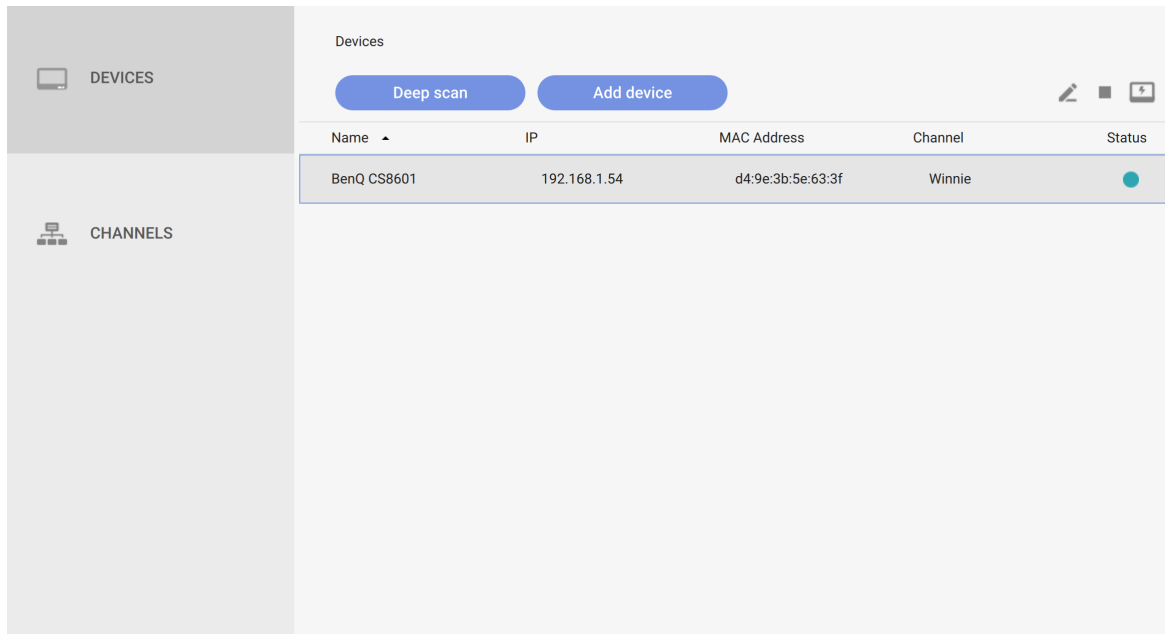 DEVICES
CHANNELS
Devices
Deep scan Add device
Name IP MAC Address Channel Status
BenQ CS8601 192.168.1.54 d4:9e:3b:5e:63:3f Winnie